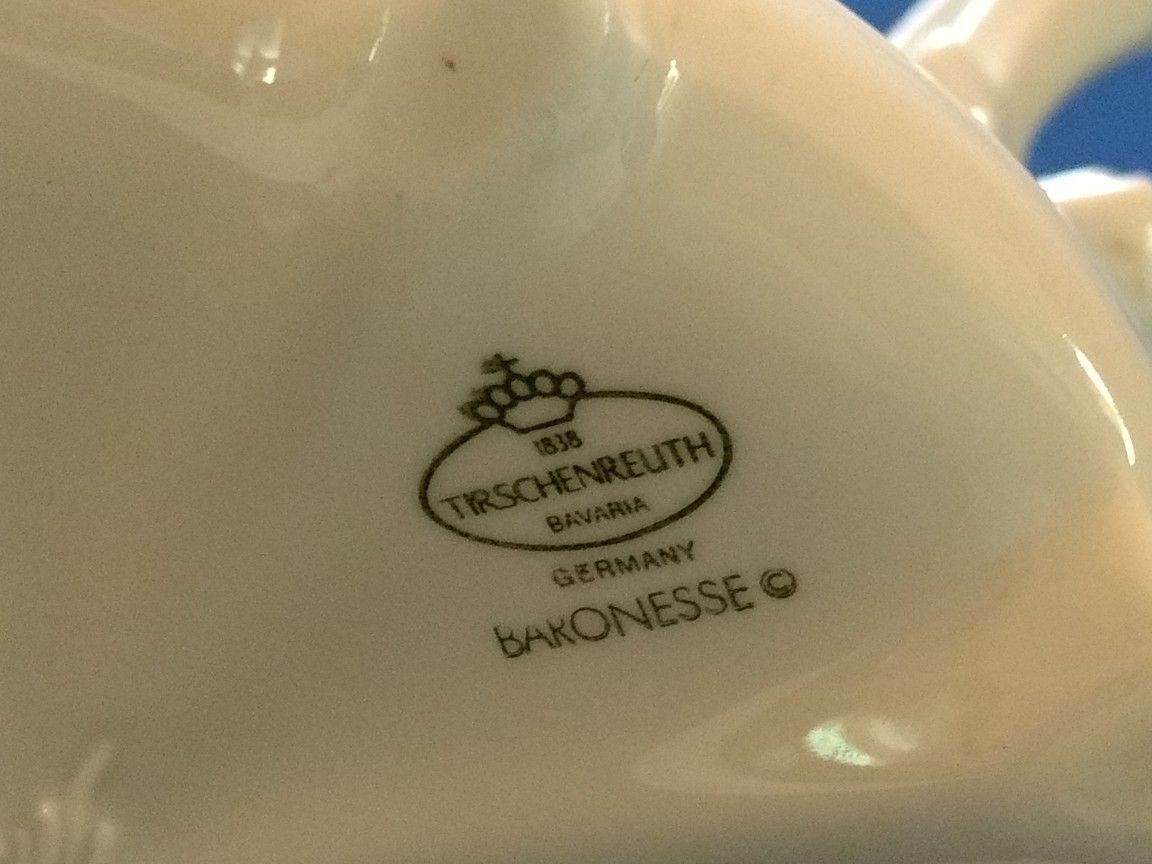 1838
TIRSCHENREUTH
BAVARIA
GERMANY
BARONESSE ©